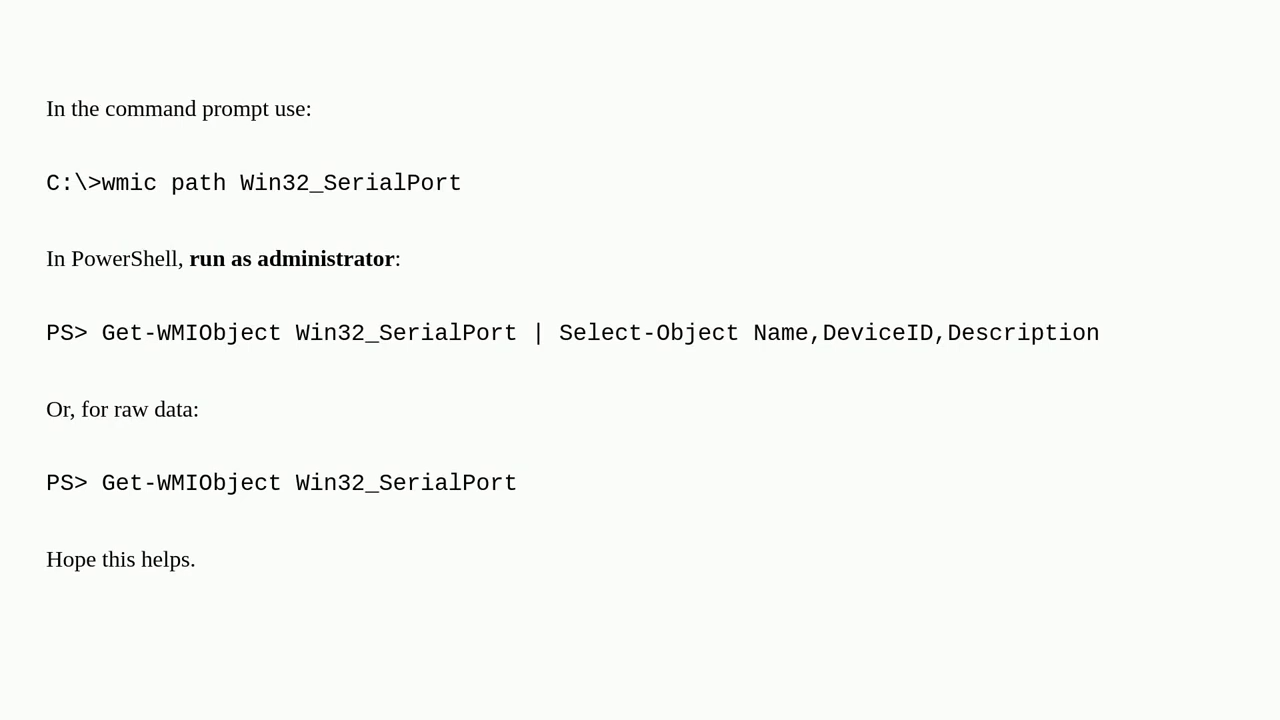 In the command prompt use:
C:\>wmic path Win32_SerialPort
In PowerShell, run as administrator:
PS> Get-WMIObject Win32_SerialPort | Select-Object Name,DeviceID,Description
Or, for raw data:
PS> Get-WMIObject Win32_SerialPort
Hope this helps.